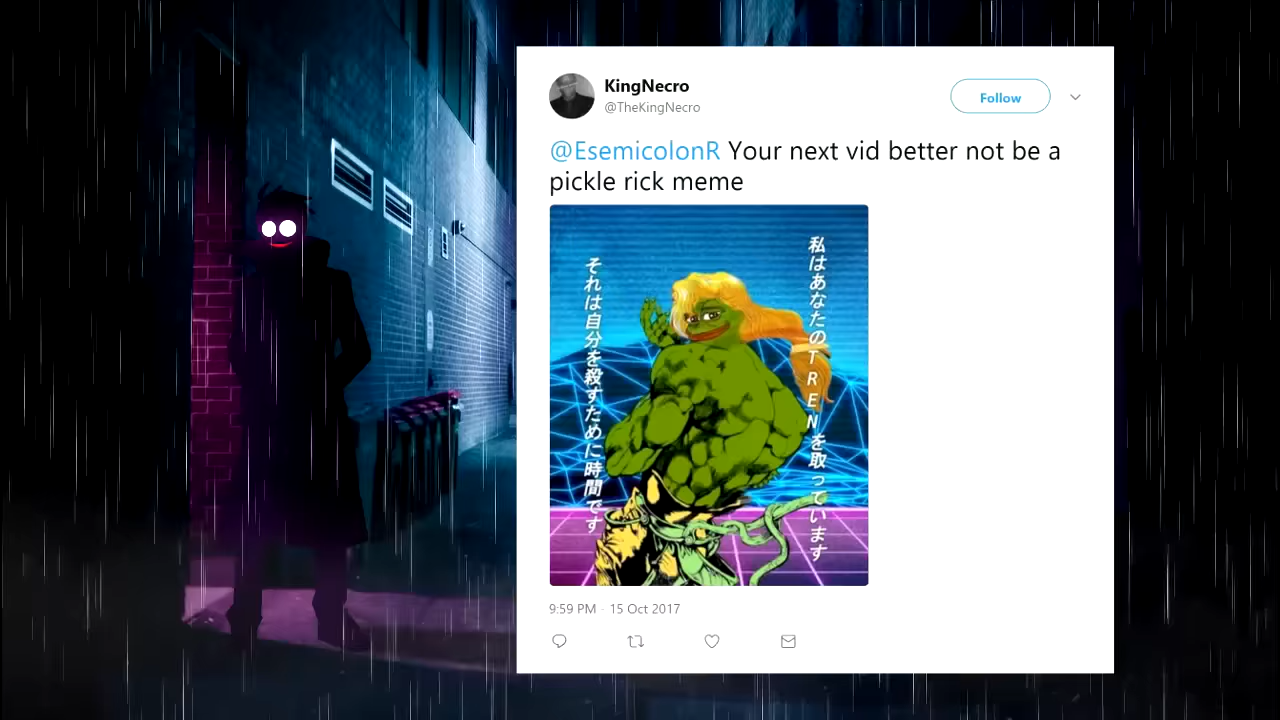 KingNecro
@TheKingNecro
Follow
@EsemicolonR Your next vid better not be a
pickle rick meme
私はあなたのTRENを取っています
それは自分を殺すために時間です
9:59 PM · 15 Oct 2017